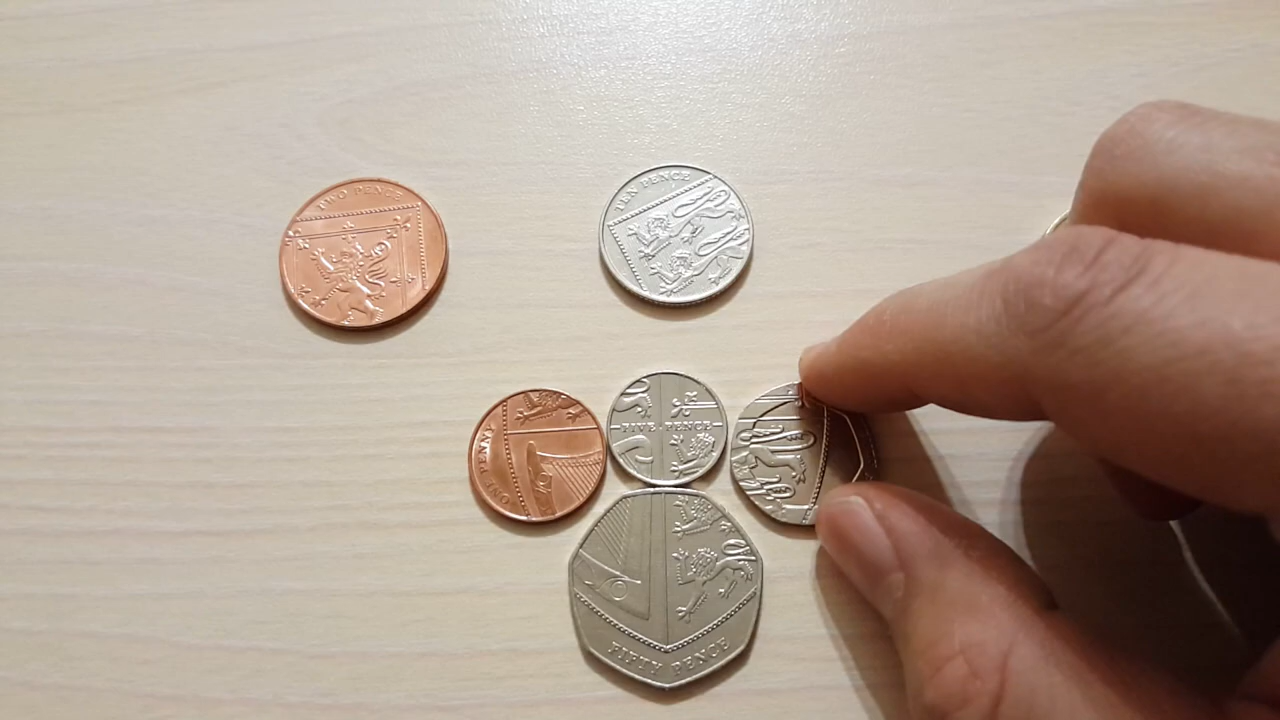 TWO PENCE
TEN PENCE
ONE PENNY
FIVE · PENCE
FIFTY PENCE